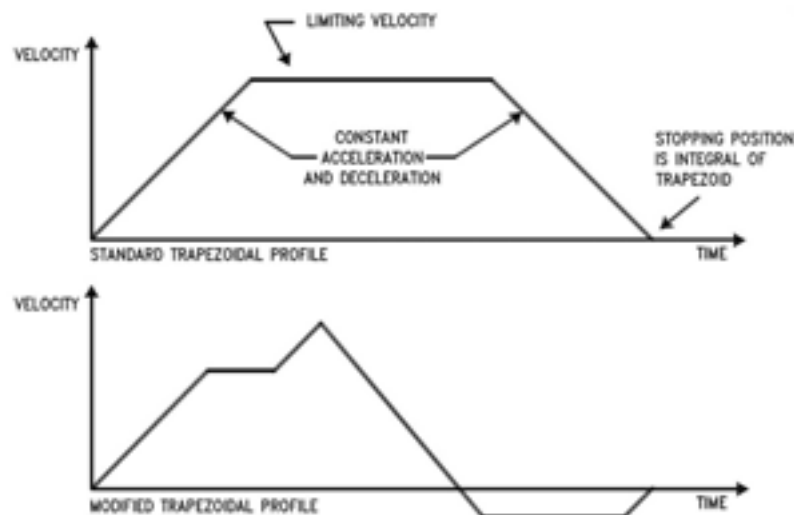 LIMITING VELOCITY
VELOCITY
CONSTANT
ACCELERATION
AND DECELERATION
STOPPING POSITION
IS INTEGRAL OF
TRAPEZOID
STANDARD TRAPEZOIDAL PROFILE
TIME
VELOCITY
MODIFIED TRAPEZOIDAL PROFILE
TIME